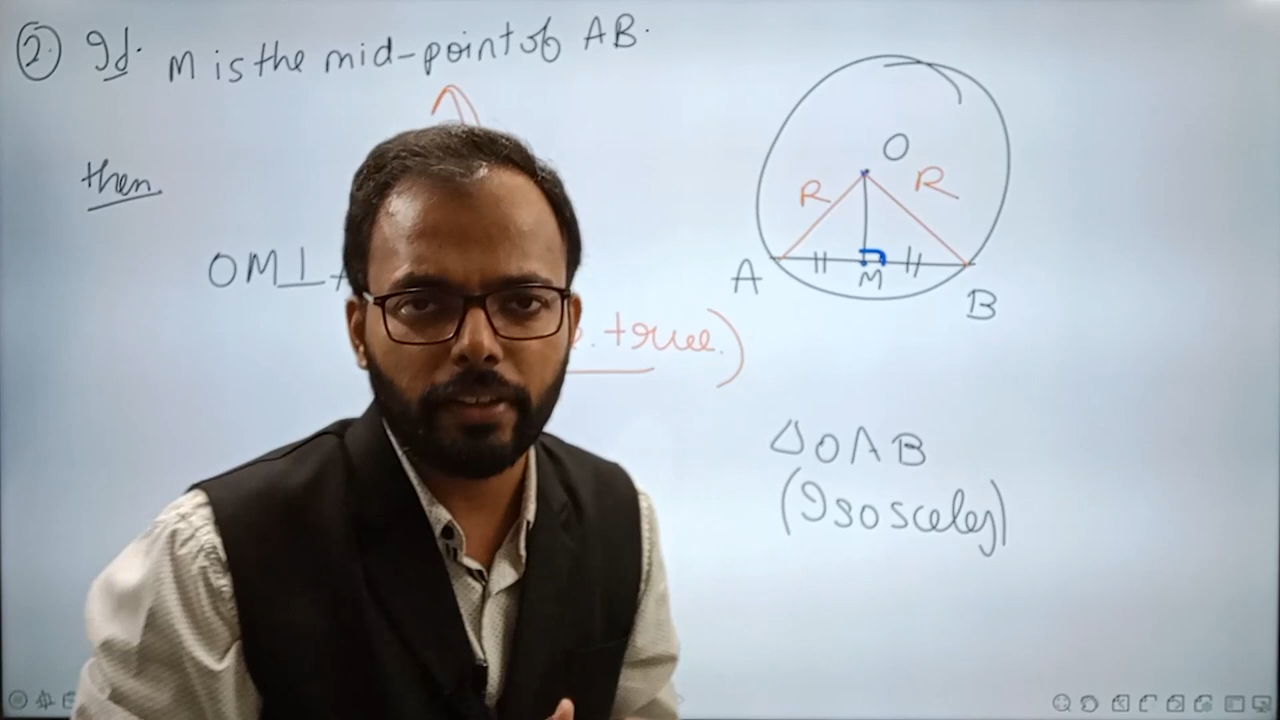 2. If M is the mid-point of AB.
then
OM⊥
true.)
O
R R
A M B
△OAB
(Isosceles)